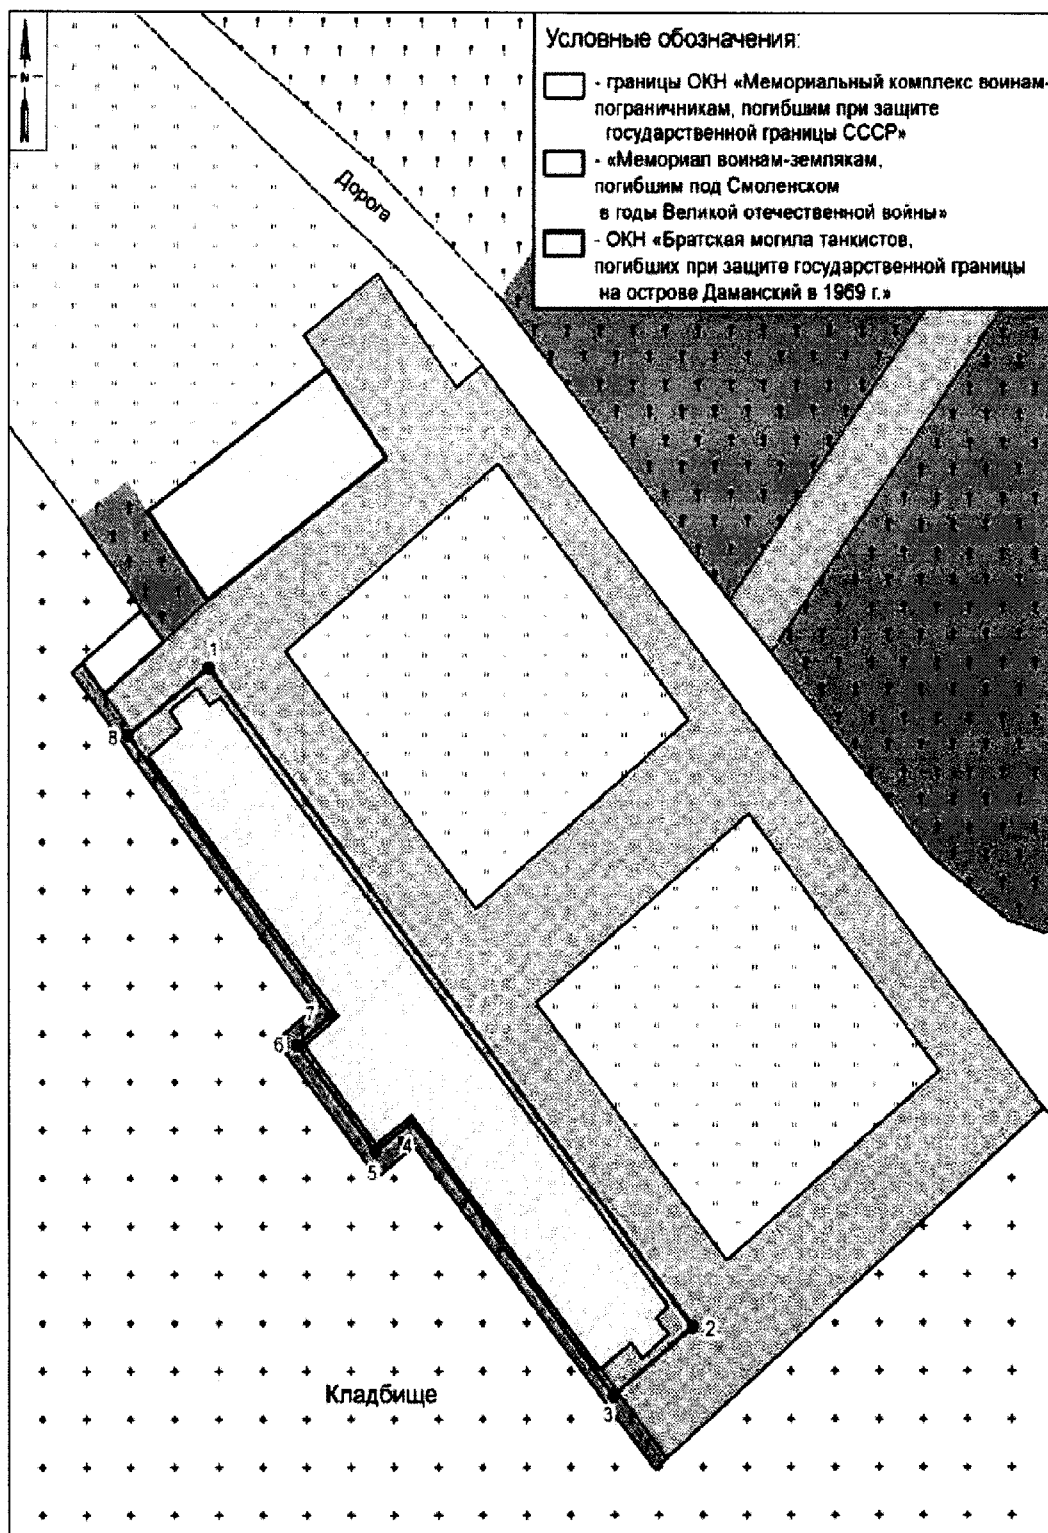 N
Условные обозначения:
- границы ОКН «Мемориальный комплекс воинам-
пограничникам, погибшим при защите
государственной границы СССР»
- «Мемориал воинам-землякам,
погибшим под Смоленском
в годы Великой отечественной войны»
- ОКН «Братская могила танкистов,
погибших при защите государственной границы
на острове Даманский в 1969 г.»
Дорога
1
8
7
6
4
5
2
3
Кладбище